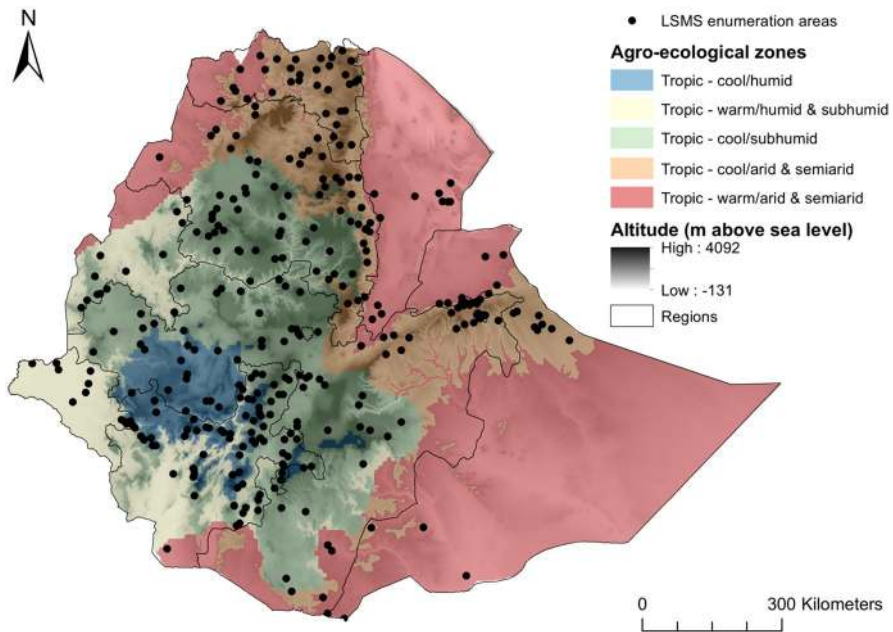 N
LSMS enumeration areas
Agro-ecological zones
Tropic - cool/humid
Tropic - warm/humid & subhumid
Tropic - cool/subhumid
Tropic - cool/arid & semiarid
Tropic - warm/arid & semiarid
Altitude (m above sea level)
High : 4092
Low : -131
Regions
0 300 Kilometers